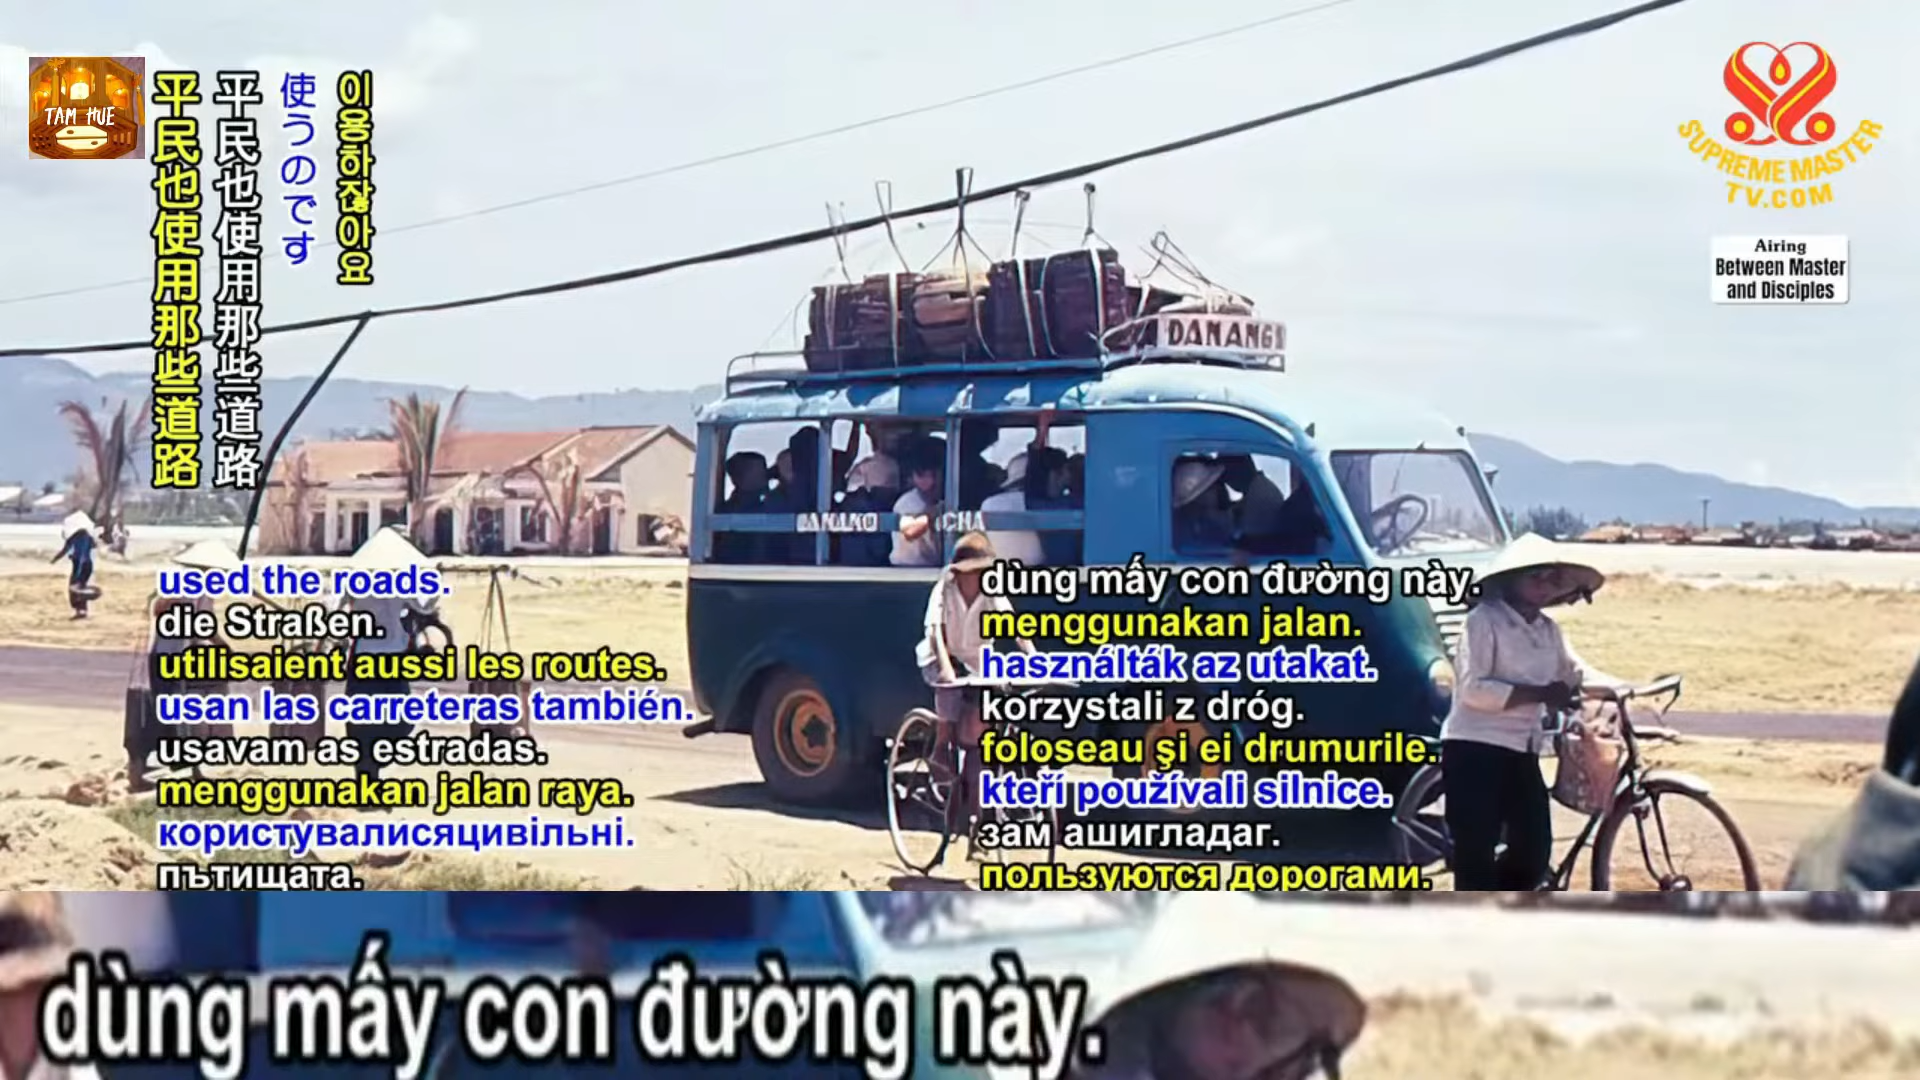 TAM HUE
平民也使用那些道路
平民也使用那些道路
使うのです
이용하잖아요
SUPREME MASTER
TV.COM
Airing
Between Master
and Disciples
DANANG
DANANG
CHA
used the roads.
die Straßen.
utilisaient aussi les routes.
usan las carreteras también.
usavam as estradas.
menggunakan jalan raya.
користувалисяцивільні.
пътищата.
dùng mấy con đường này.
menggunakan jalan.
használták az utakat.
korzystali z dróg.
foloseau şi ei drumurile.
kteří používali silnice.
зам ашигладаг.
пользуются дорогами.
dùng mấy con đường này.